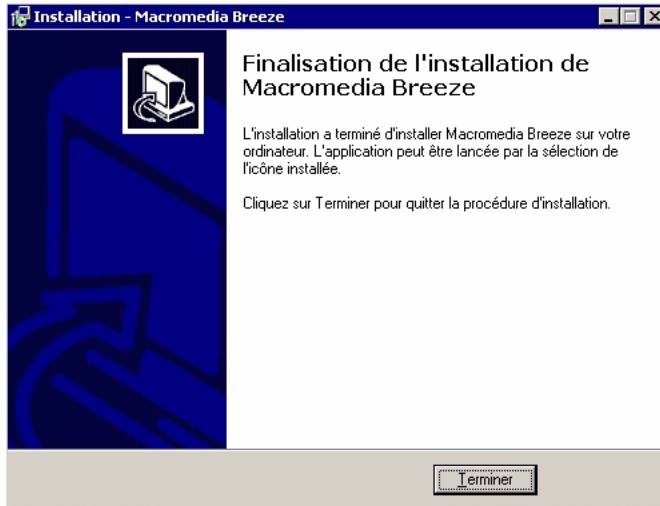 Installation - Macromedia Breeze
Finalisation de l'installation de
Macromedia Breeze
L'installation a terminé d'installer Macromedia Breeze sur votre
ordinateur. L'application peut être lancée par la sélection de
l'icône installée.
Cliquez sur Terminer pour quitter la procédure d'installation.
Terminer